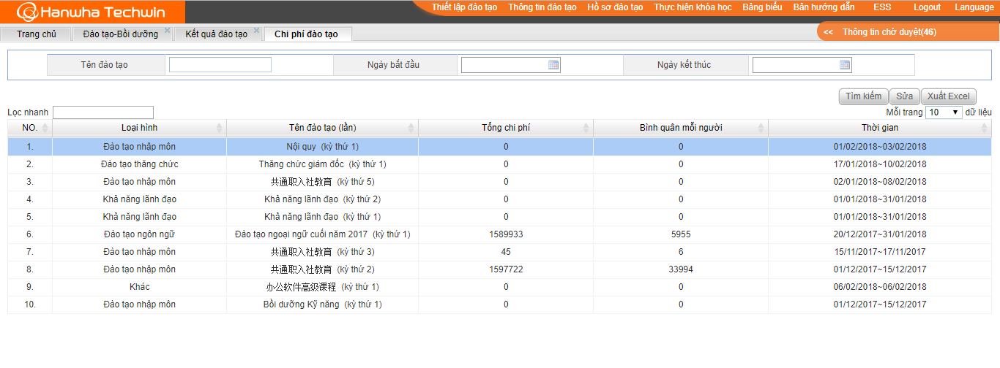 Hanwha Techwin
Thiết lập đào tạo Thông tin đào tạo Hồ sơ đào tạo Thực hiện khóa học Bảng biểu Bản hướng dẫn ESS Logout Language
Trang chủ Đào tạo-Bồi dưỡng Kết quả đào tạo Chi phí đào tạo << Thông tin chờ duyệt(46)
Tên đào tạo Ngày bắt đầu Ngày kết thúc
Tìm kiếm Sửa Xuất Excel
Lọc nhanh Mỗi trang 10 dữ liệu
NO. Loại hình Tên đào tạo (lần) Tổng chi phí Bình quân mỗi người Thời gian
1. Đào tạo nhập môn Nội quy (kỳ thứ 1) 0 0 01/02/2018~03/02/2018
2. Đào tạo thăng chức Thăng chức giám đốc (kỳ thứ 1) 0 0 17/01/2018~10/02/2018
3. Đào tạo nhập môn 共通职入社教育 (kỳ thứ 5) 0 0 02/01/2018~08/02/2018
4. Khả năng lãnh đạo Khả năng lãnh đạo (kỳ thứ 2) 0 0 01/01/2018~31/01/2018
5. Khả năng lãnh đạo Khả năng lãnh đạo (kỳ thứ 1) 0 0 01/01/2018~31/01/2018
6. Đào tạo ngôn ngữ Đào tạo ngoại ngữ cuối năm 2017 (kỳ thứ 1) 1589933 5955 20/12/2017~31/01/2018
7. Đào tạo nhập môn 共通职入社教育 (kỳ thứ 3) 45 6 15/11/2017~17/11/2017
8. Đào tạo nhập môn 共通职入社教育 (kỳ thứ 2) 1597722 33994 01/12/2017~15/12/2017
9. Khác 办公软件高级课程 (kỳ thứ 1) 0 0 06/02/2018~06/02/2018
10. Đào tạo nhập môn Bồi dưỡng Kỹ năng (kỳ thứ 1) 0 0 01/12/2017~15/12/2017